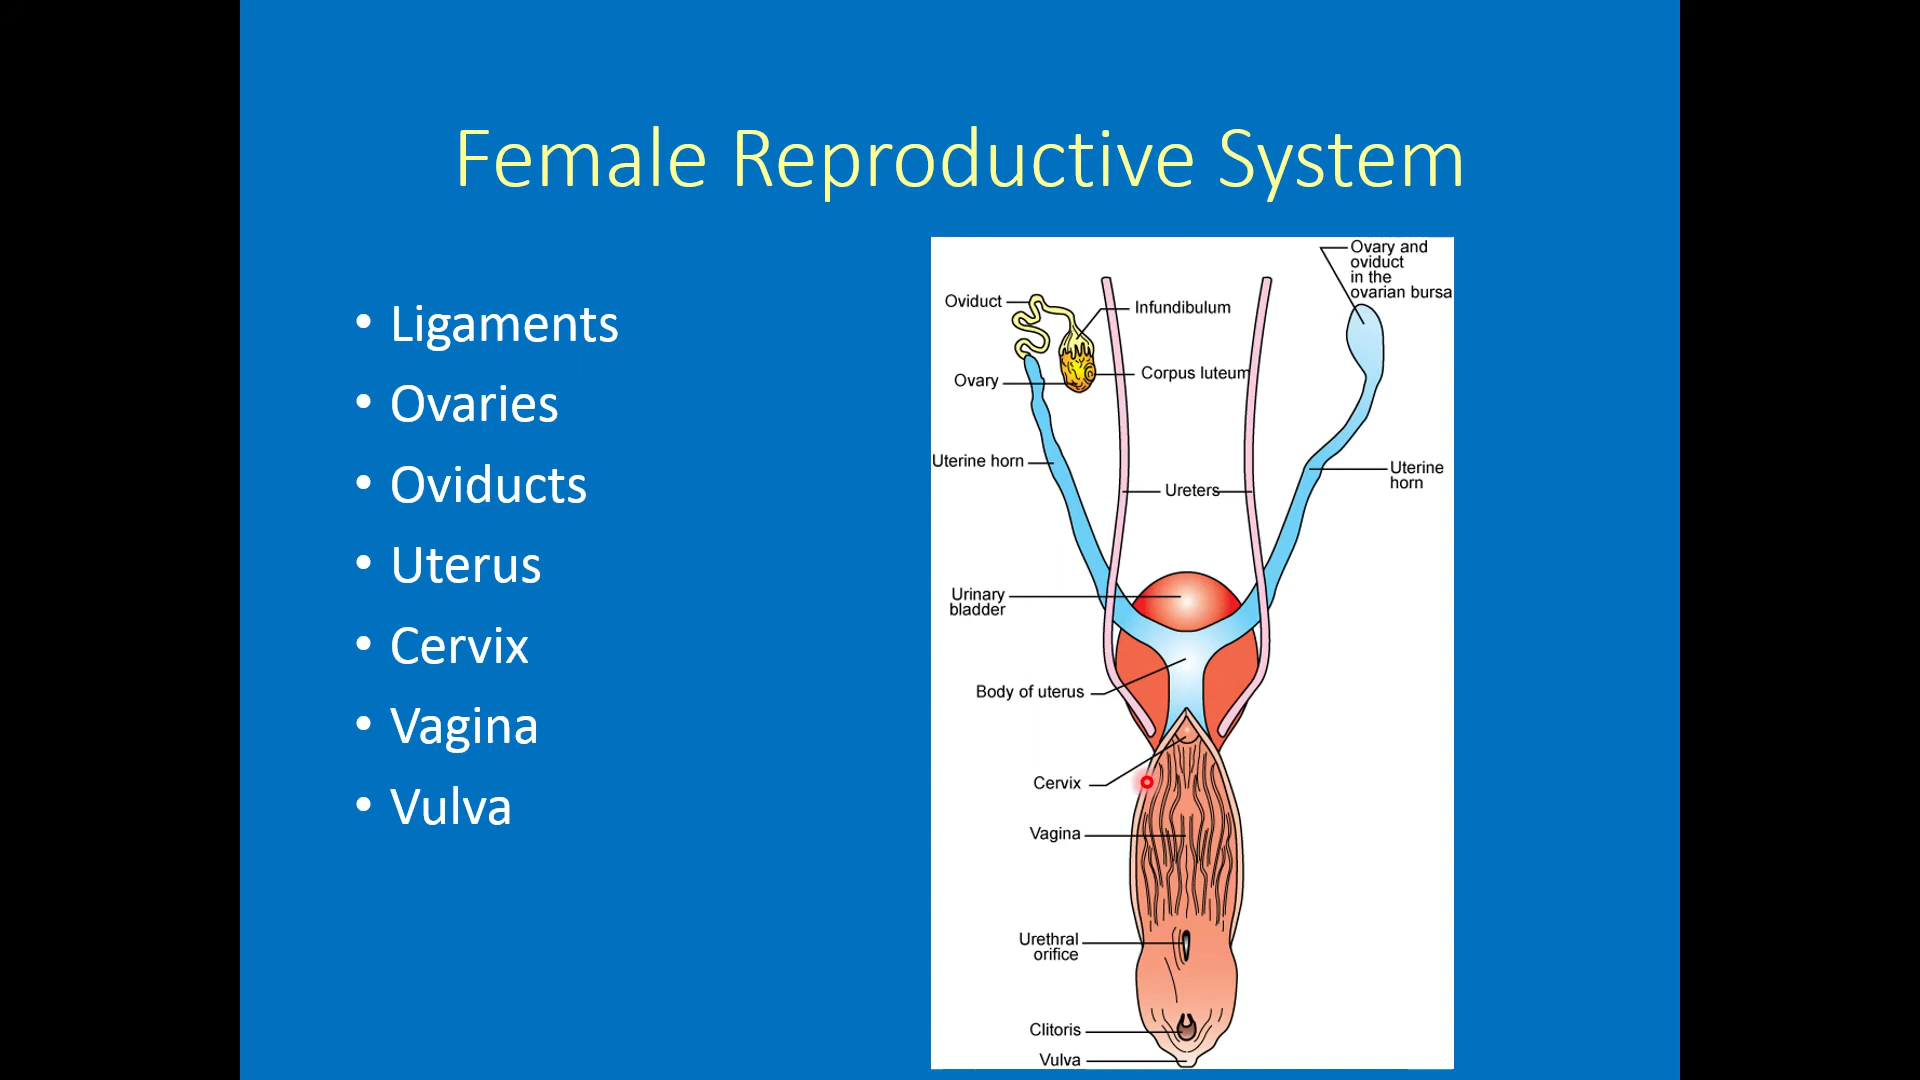 Female Reproductive System
• Ligaments
• Ovaries
• Oviducts
• Uterus
• Cervix
• Vagina
• Vulva
Ovary and
oviduct
in the
ovarian bursa
Oviduct
Infundibulum
Corpus luteum
Ovary
Uterine horn
Uterine
horn
Ureters
Urinary
bladder
Body of uterus
Cervix
Vagina
Urethral
orifice
Clitoris
Vulva